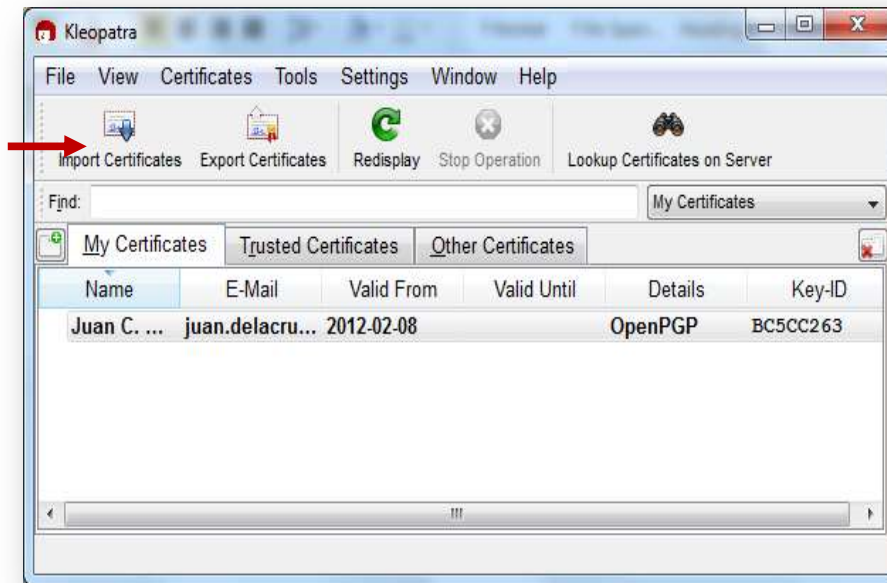 Kleopatra
File View Certificates Tools Settings Window Help
Import Certificates Export Certificates Redisplay Stop Operation Lookup Certificates on Server
Find: My Certificates
My Certificates Trusted Certificates Other Certificates
Name E-Mail Valid From Valid Until Details Key-ID
Juan C. ... juan.delacru... 2012-02-08 OpenPGP BC5CC263